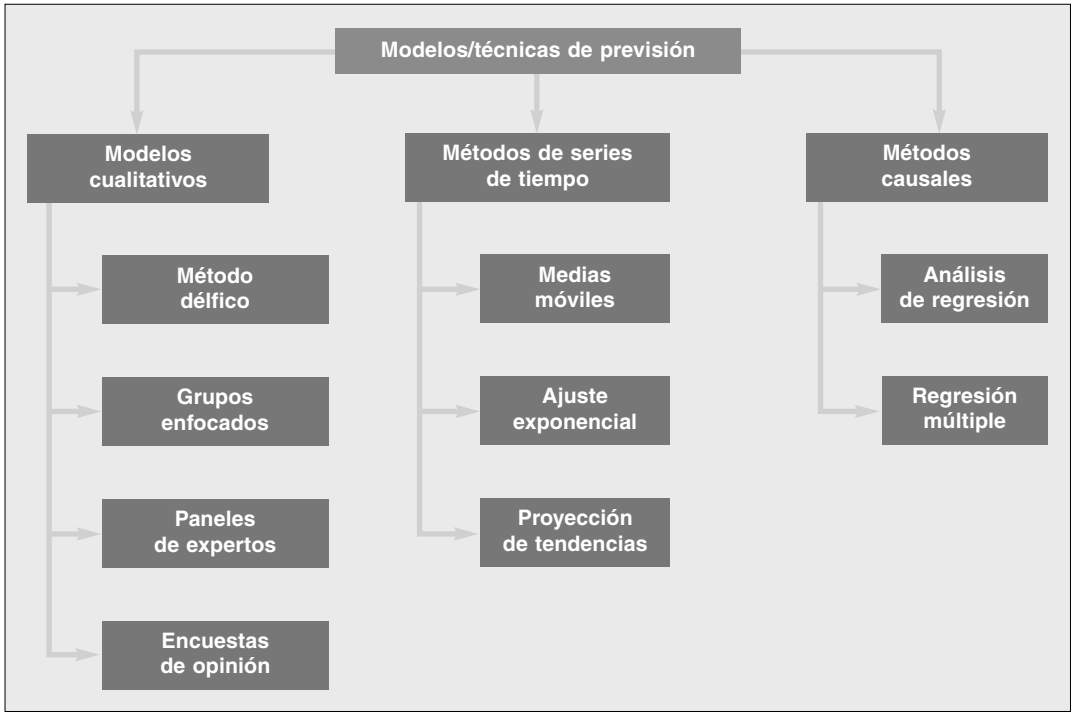 Modelos/técnicas de previsión
Modelos
cualitativos
Método
délfico
Grupos
enfocados
Paneles
de expertos
Encuestas
de opinión
Métodos de series
de tiempo
Medias
móviles
Ajuste
exponencial
Proyección
de tendencias
Métodos
causales
Análisis
de regresión
Regresión
múltiple